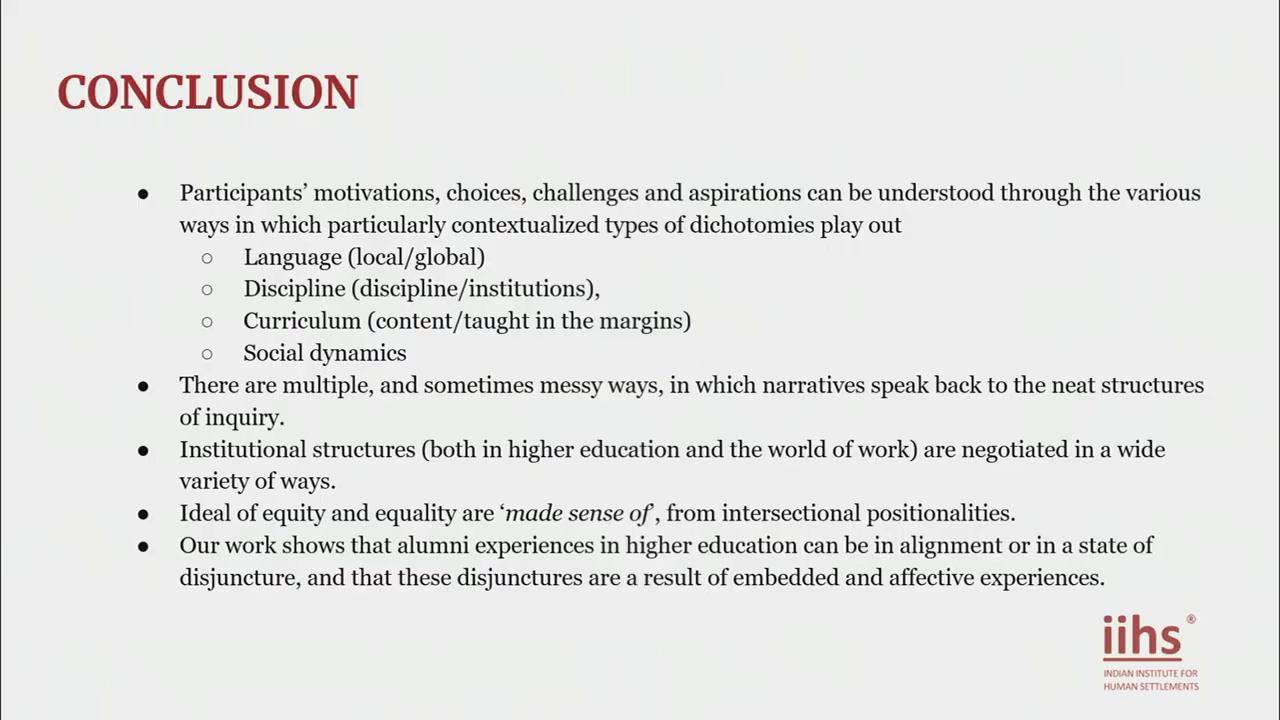 CONCLUSION
● Participants’ motivations, choices, challenges and aspirations can be understood through the various
ways in which particularly contextualized types of dichotomies play out
○ Language (local/global)
○ Discipline (discipline/institutions),
○ Curriculum (content/taught in the margins)
○ Social dynamics
● There are multiple, and sometimes messy ways, in which narratives speak back to the neat structures
of inquiry.
● Institutional structures (both in higher education and the world of work) are negotiated in a wide
variety of ways.
● Ideal of equity and equality are ‘made sense of’, from intersectional positionalities.
● Our work shows that alumni experiences in higher education can be in alignment or in a state of
disjuncture, and that these disjunctures are a result of embedded and affective experiences.
iihs®
INDIAN INSTITUTE FOR
HUMAN SETTLEMENTS